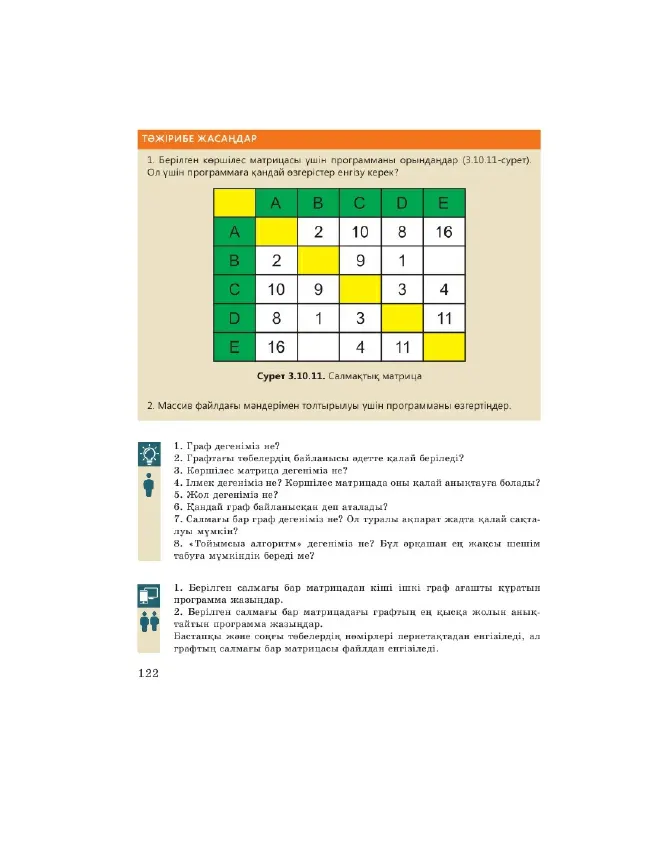 ТӘЖІРИБЕ ЖАСАҢДАР
1. Берілген көршілес матрицасы үшін программаны орындаңдар (3.10.11-сурет).
Ол үшін программаға қандай өзгерістер енгізу керек?
A B C D E
A 2 10 8 16
B 2 9 1
C 10 9 3 4
D 8 1 3 11
E 16 4 11
Сурет 3.10.11. Салмақтық матрица
2. Массив файлдағы мәндерімен толтырылуы үшін программаны өзгертіңдер.
1. Граф дегеніміз не?
2. Графтағы төбелердің байланысы әдетте қалай беріледі?
3. Көршілес матрица дегеніміз не?
4. Ілмек дегеніміз не? Көршілес матрицада оны қалай анықтауға болады?
5. Жол дегеніміз не?
6. Қандай граф байланысқан деп аталады?
7. Салмағы бар граф дегеніміз не? Ол туралы ақпарат жадта қалай сақта-
луы мүмкін?
8. «Тойымсыз алгоритм» дегеніміз не? Бұл әрқашан ең жақсы шешім
табуға мүмкіндік береді ме?
1. Берілген салмағы бар матрицадан кіші ішкі граф ағашты құратын
программа жазыңдар.
2. Берілген салмағы бар матрицадағы графтың ең қысқа жолын анық-
тайтын программа жазыңдар.
Бастапқы және соңғы төбелердің нөмірлері пернетақтадан енгізіледі, ал
графтың салмағы бар матрицасы файлдан енгізіледі.
122